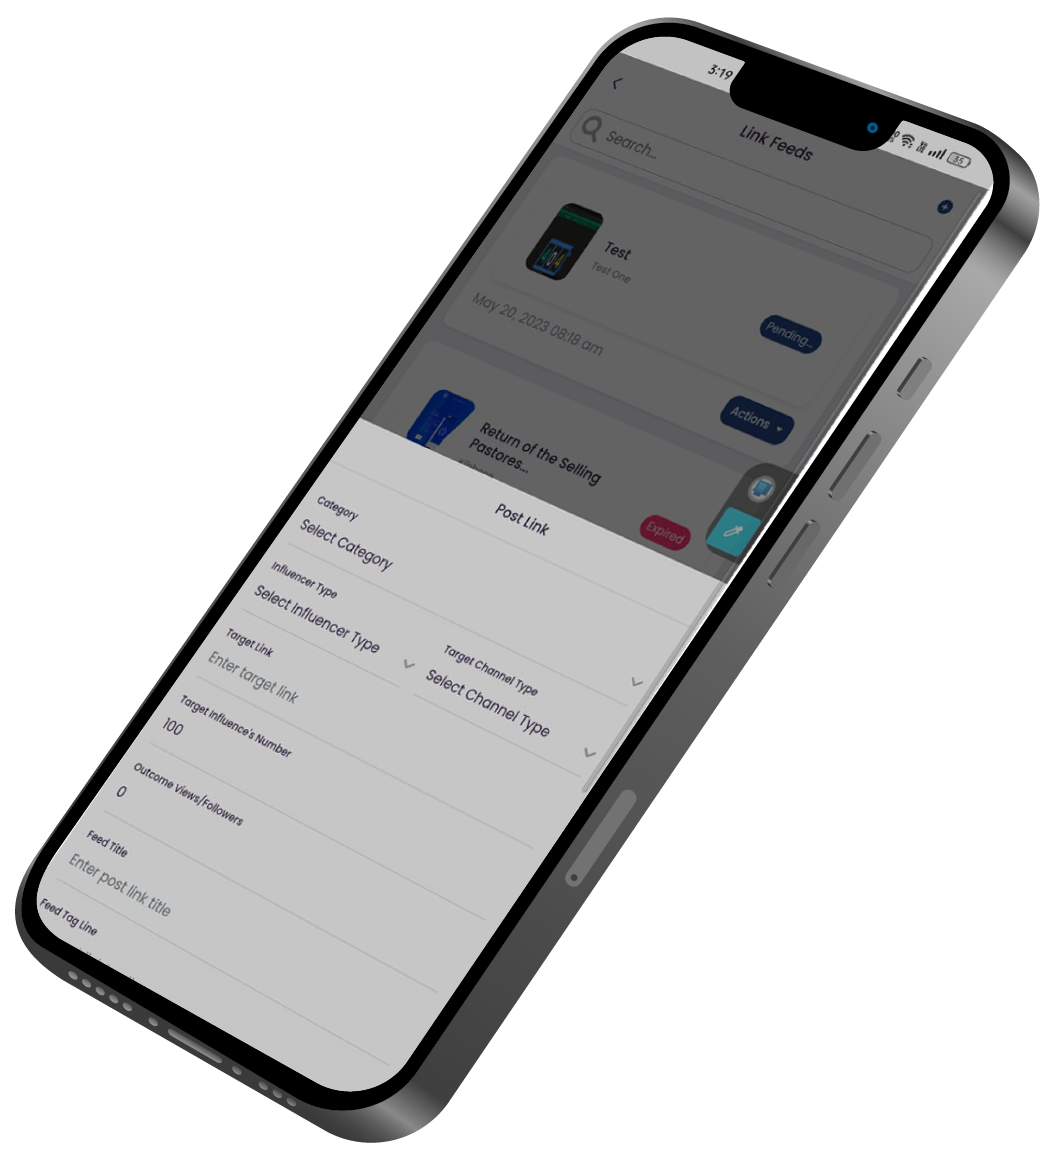 3:19
35
Link Feeds
Search...
404
Test
Test One
Pending...
May 20, 2023 08:18 am
Actions
Return of the Selling
Pastores...
Expired
Post Link
Category
Select Category
Influencer Type
Select Influencer Type
Target Channel Type
Select Channel Type
Target Link
Enter target link
Target Influence's Number
100
Outcome Views/Followers
0
Feed Title
Enter post link title
Feed Tag Line